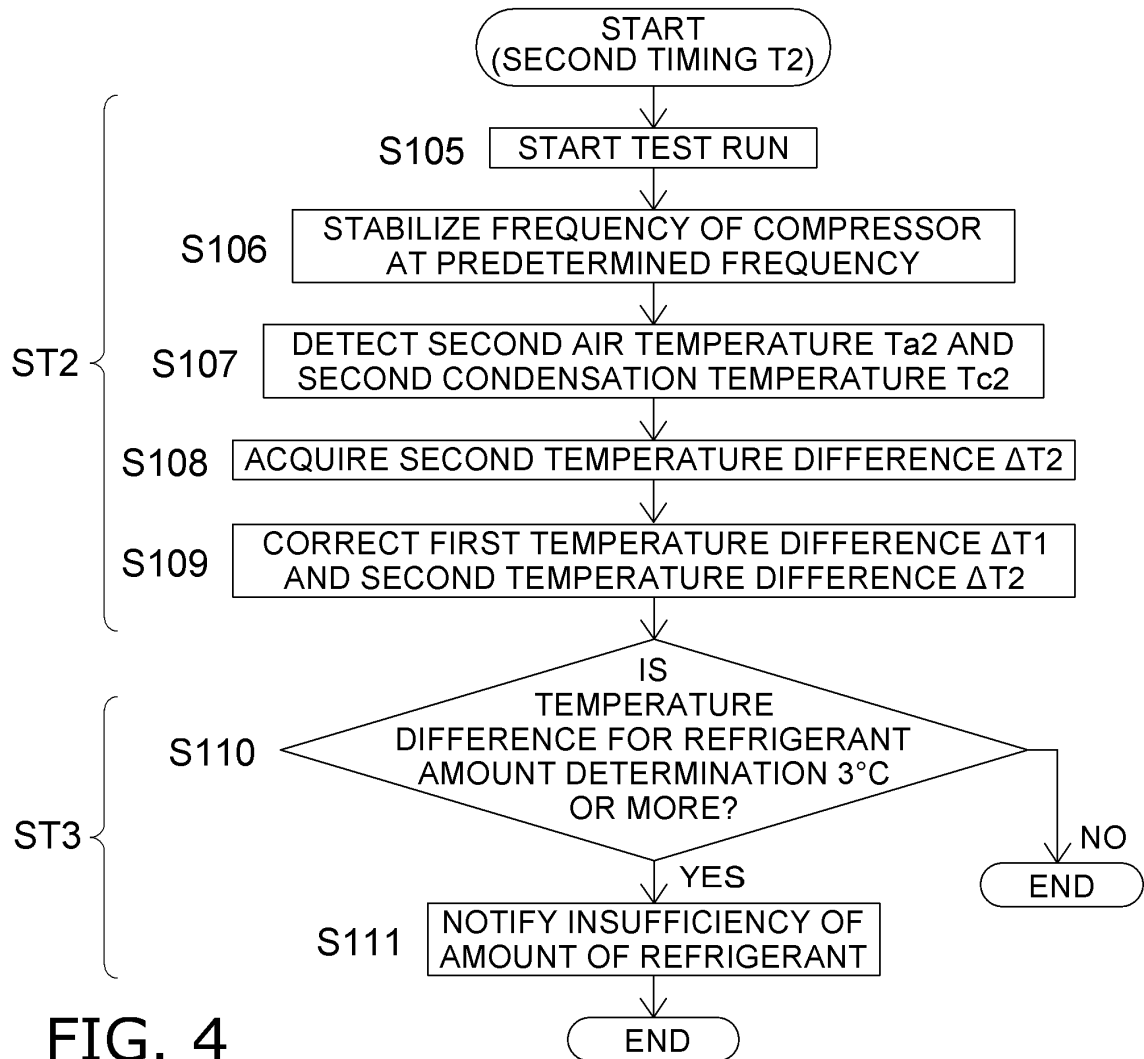 START
(SECOND TIMING T2)
S105
START TEST RUN
S106
STABILIZE FREQUENCY OF COMPRESSOR
AT PREDETERMINED FREQUENCY
ST2
S107
DETECT SECOND AIR TEMPERATURE Ta2 AND
SECOND CONDENSATION TEMPERATURE Tc2
S108
ACQUIRE SECOND TEMPERATURE DIFFERENCE ΔT2
S109
CORRECT FIRST TEMPERATURE DIFFERENCE ΔT1
AND SECOND TEMPERATURE DIFFERENCE ΔT2
S110
IS
TEMPERATURE
DIFFERENCE FOR REFRIGERANT
AMOUNT DETERMINATION 3°C
OR MORE?
ST3
NO
END
YES
S111
NOTIFY INSUFFICIENCY OF
AMOUNT OF REFRIGERANT
END
FIG. 4